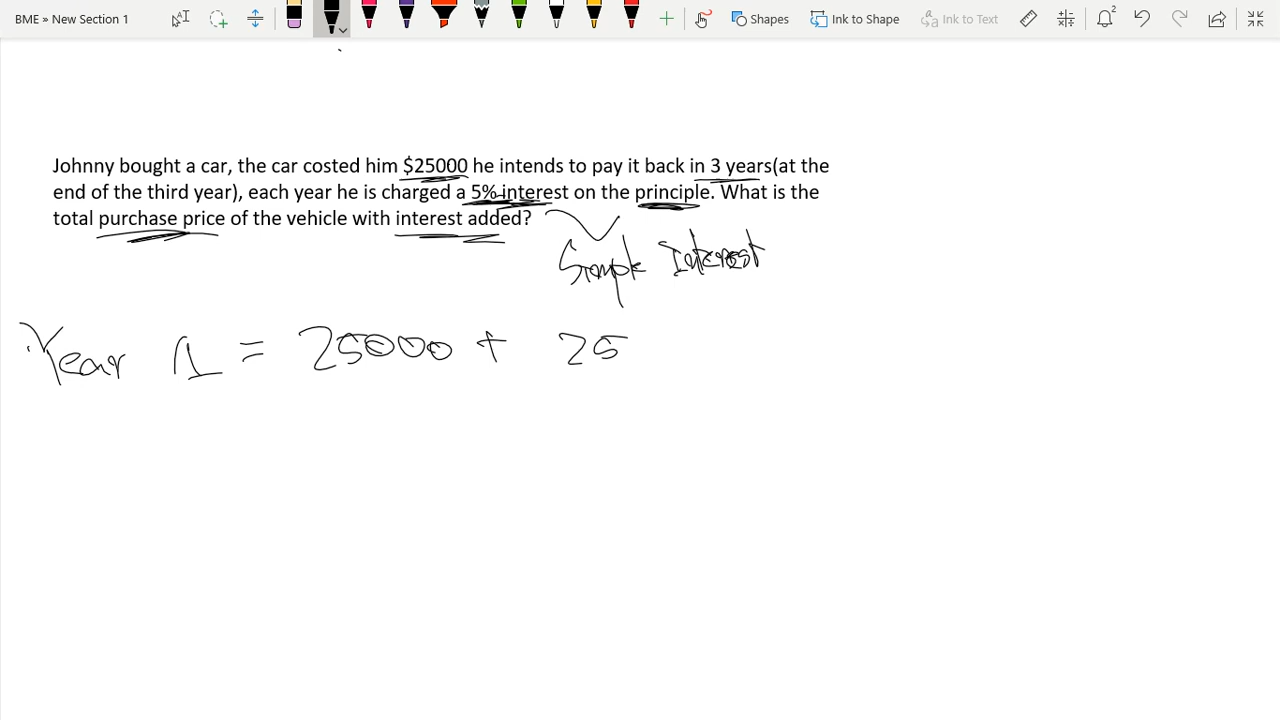 BME » New Section 1
2
Shapes
Ink to Shape
Ink to Text
Johnny bought a car, the car costed him $25000 he intends to pay it back in 3 years(at the
end of the third year), each year he is charged a 5% interest on the principle. What is the
total purchase price of the vehicle with interest added?
Simple Interest
Year 1 = 25000 + 25